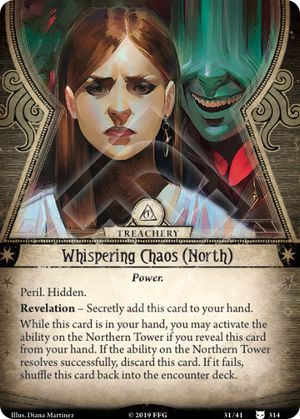 TREACHERY
Whispering Chaos (North)
Power.
Peril. Hidden.
Revelation – Secretly add this card to your hand.
While this card is in your hand, you may activate the
ability on the Northern Tower if you reveal this card
from your hand. If the ability on the Northern Tower
resolves successfully, discard this card. If it fails,
shuffle this card back into the encounter deck.
Illus. Diana Martinez © 2019 FFG 31/41 314